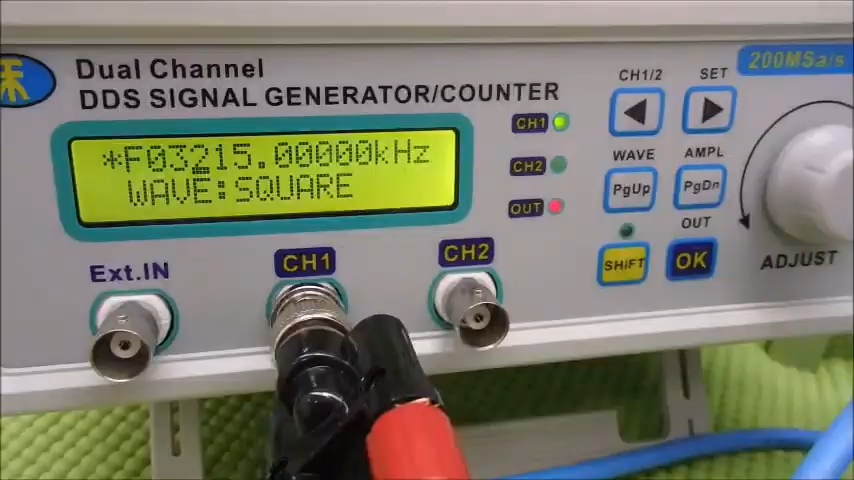 Dual Channel
DDS SIGNAL GENERATOR/COUNTER
200MSa/s
*F03215.00000kHz
WAVE:SQUARE
CH1
CH2
OUT
CH1/2
SET
WAVE
AMPL
PgUp
PgDn
OUT
SHIFT
OK
ADJUST
Ext.IN
CH1
CH2